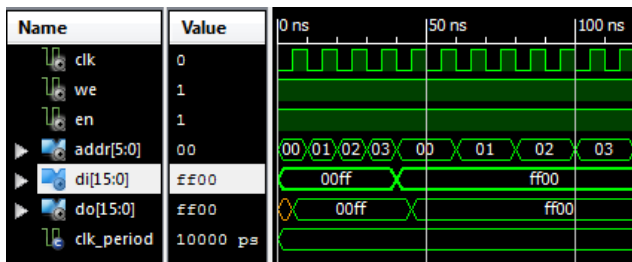 Name Value 0 ns 50 ns 100 ns
clk 0
we 1
en 1
addr[5:0] 00 00 01 02 03 00 01 02 03
di[15:0] ff00 00ff ff00
do[15:0] ff00 00ff ff00
clk_period 10000 ps